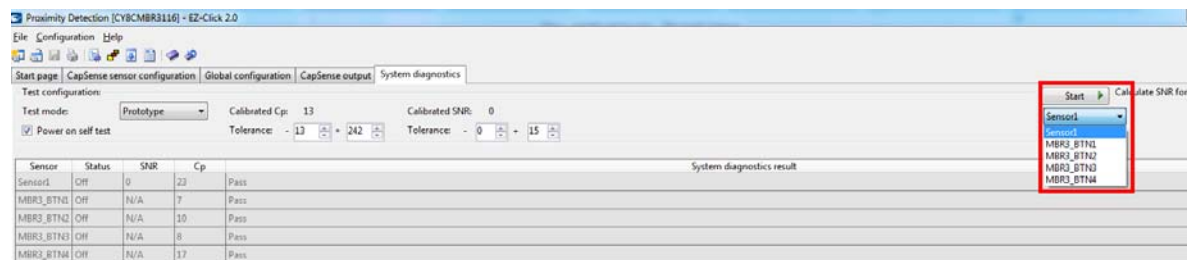 Proximity Detection [CY8CMBR3116] - EZ-Click 2.0
File Configuration Help
Start page CapSense sensor configuration Global configuration CapSense output System diagnostics
Test configuration:
Start Calculate SNR for
Test mode: Prototype Calibrated Cp: 13 Calibrated SNR: 0
Sensor1
Power on self test Tolerance: - 13 + 242 Tolerance: - 0 + 15
Sensor1
MBR3_BTN1
MBR3_BTN2
MBR3_BTN3
MBR3_BTN4
Sensor Status SNR Cp System diagnostics result
Sensor1 Off 0 23 Pass
MBR3_BTN1 Off N/A 7 Pass
MBR3_BTN2 Off N/A 10 Pass
MBR3_BTN3 Off N/A 8 Pass
MBR3_BTN4 Off N/A 17 Pass